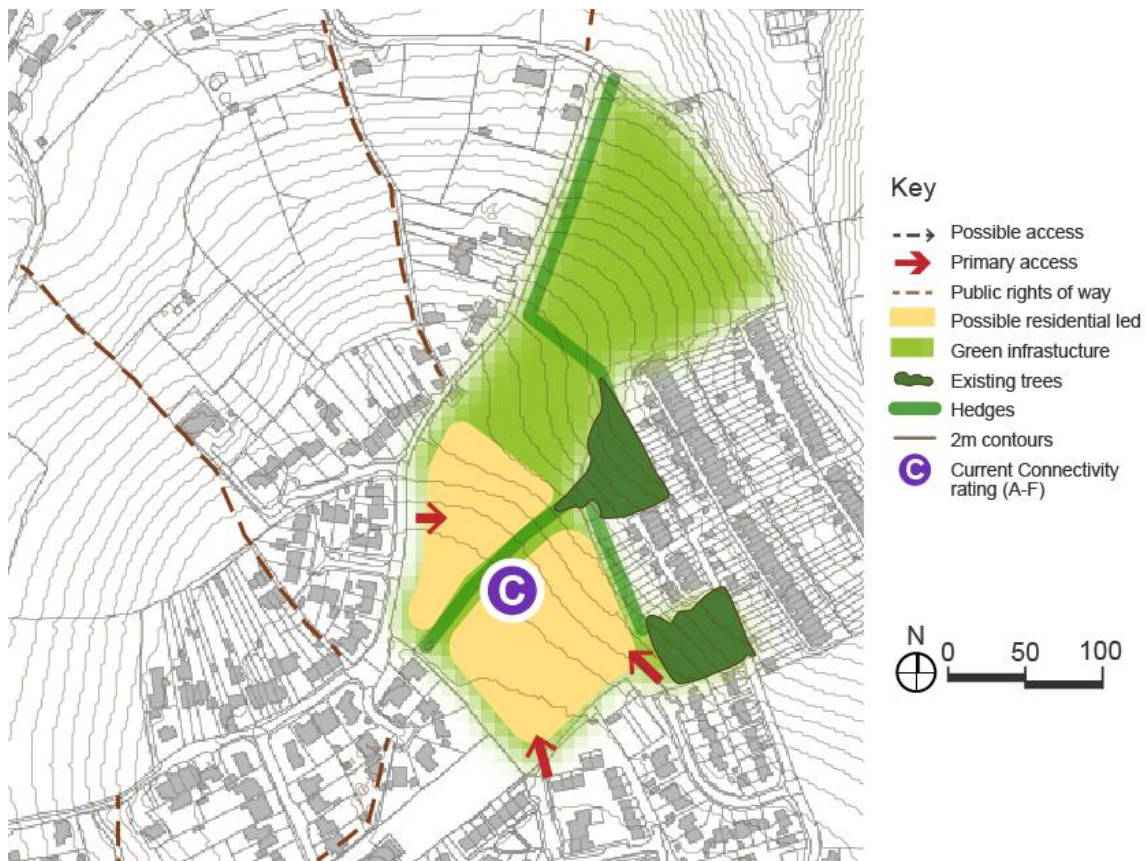 Key
Possible access
Primary access
Public rights of way
Possible residential led
Green infrastucture
Existing trees
Hedges
2m contours
C
Current Connectivity
rating (A-F)
C
N
0 50 100